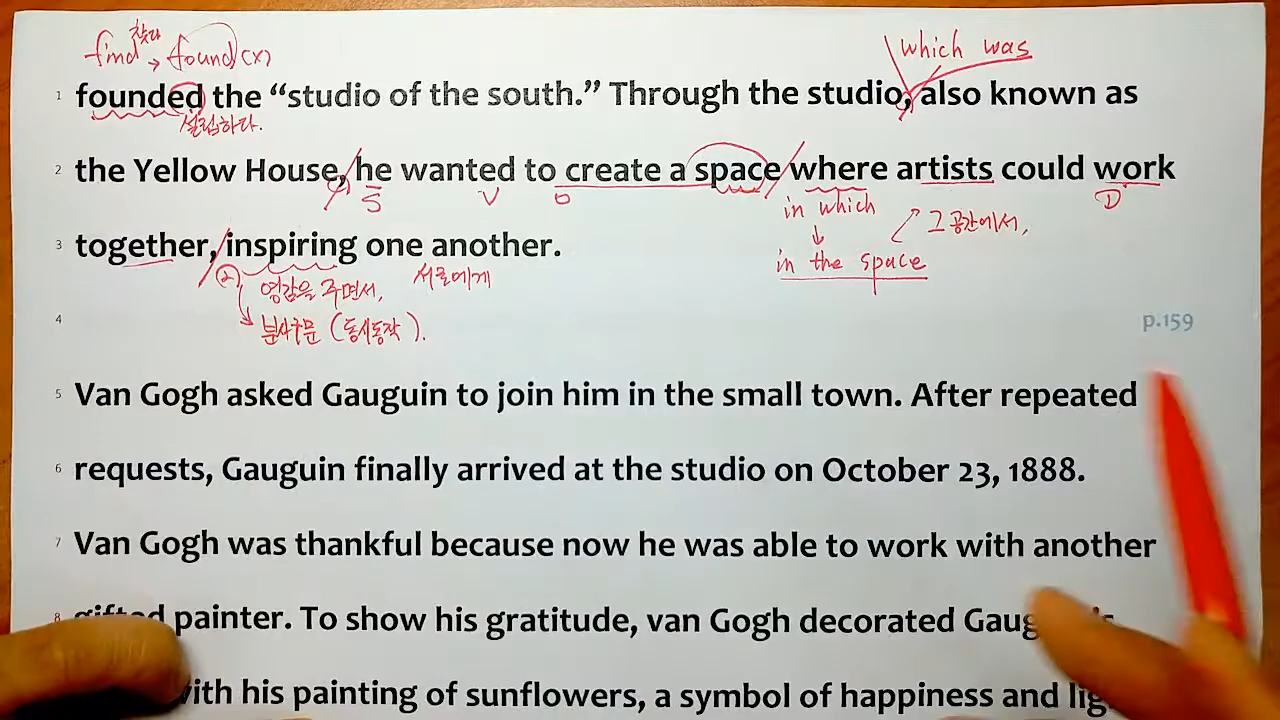 찾다
find → found(x)
which was
1 founded the “studio of the south.” Through the studio, also known as
설립하다.
2 the Yellow House, he wanted to create a space where artists could work
S V O in which ①
그 공간에서,
3 together, inspiring one another.
in the space
② 영감을 주면서, 서로에게
분사구문 (동시동작).
4 p.159
5 Van Gogh asked Gauguin to join him in the small town. After repeated
6 requests, Gauguin finally arrived at the studio on October 23, 1888.
7 Van Gogh was thankful because now he was able to work with another
8 gifted painter. To show his gratitude, van Gogh decorated
with his painting of sunflowers, a symbol of happiness and